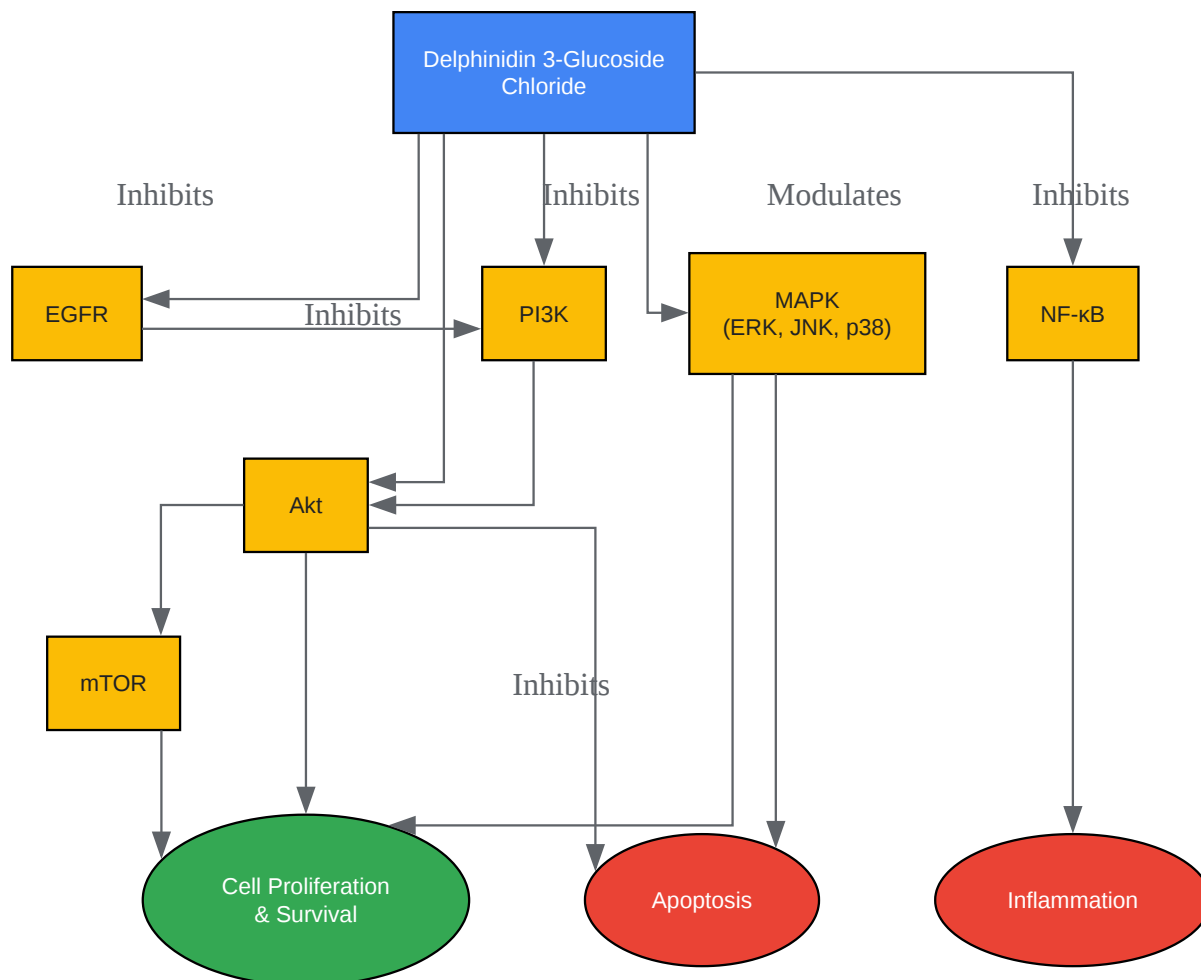 Delphinidin 3-Glucoside
Chloride
Inhibits
Inhibits
Modulates
Inhibits
EGFR
Inhibits
PI3K
MAPK
(ERK, JNK, p38)
NF-κB
Akt
mTOR
Inhibits
Cell Proliferation
& Survival
Apoptosis
Inflammation